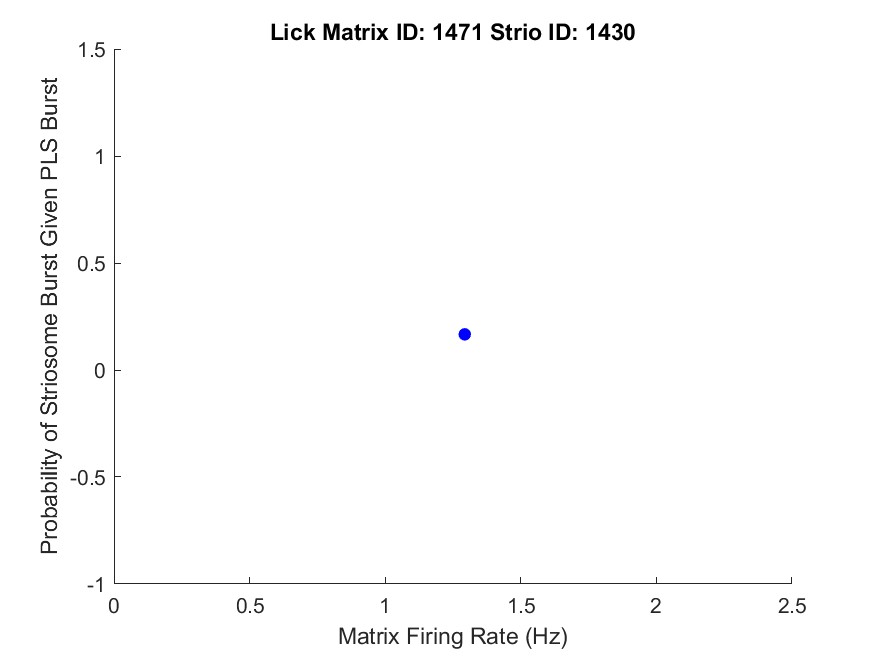 Lick Matrix ID: 1471 Strio ID: 1430
Probability of Striosome Burst Given PLS Burst
1.5
1
0.5
0
-0.5
-1
0 0.5 1 1.5 2 2.5
Matrix Firing Rate (Hz)